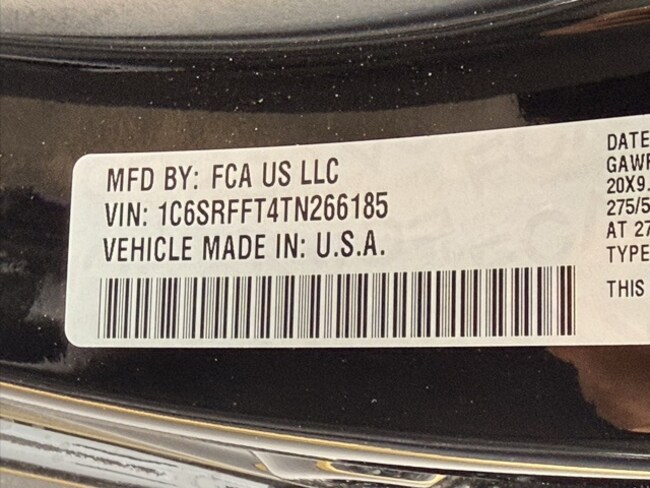 MFD BY: FCA US LLC
VIN: 1C6SRFFT4TN266185
VEHICLE MADE IN: U.S.A.
DATE
GAWR
20X9.
275/5
AT 27
TYPE
THIS